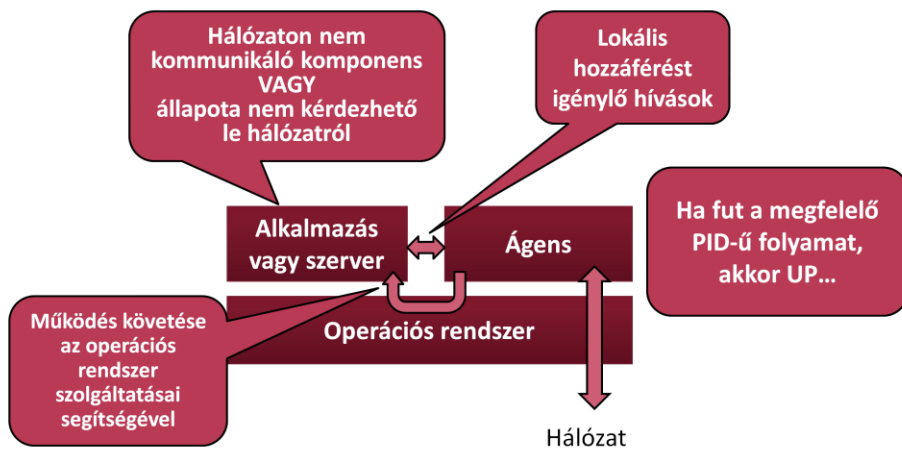 Hálózaton nem
kommunikáló komponens
VAGY
állapota nem kérdezhető
le hálózatról
Lokális
hozzáférést
igénylő hívások
Alkalmazás
vagy szerver
Ágens
Ha fut a megfelelő
PID-ű folyamat,
akkor UP…
Működés követése
az operációs
rendszer
szolgáltatásai
segítségével
Operációs rendszer
Hálózat